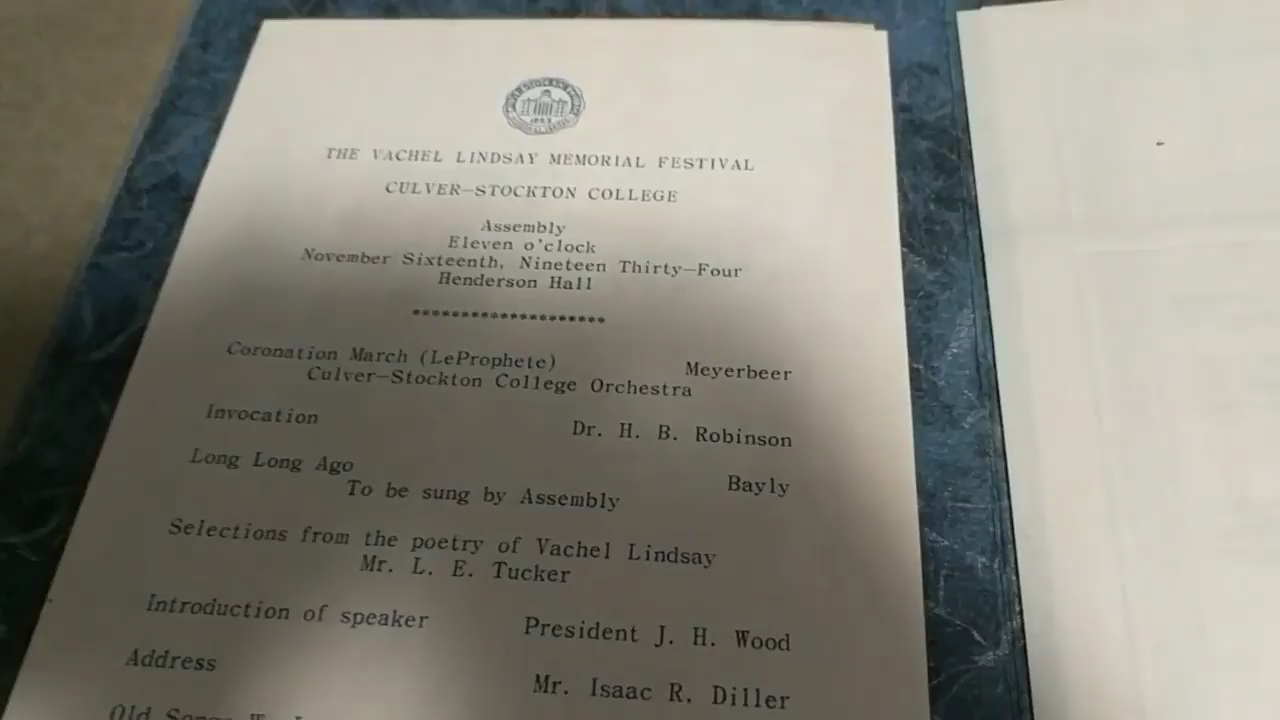 THE VACHEL LINDSAY MEMORIAL FESTIVAL
CULVER-STOCKTON COLLEGE
Assembly
Eleven o'clock
November Sixteenth, Nineteen Thirty-Four
Henderson Hall
********************
Coronation March (LeProphete) Meyerbeer
Culver-Stockton College Orchestra
Invocation Dr. H. B. Robinson
Long Long Ago Bayly
To be sung by Assembly
Selections from the poetry of Vachel Lindsay
Mr. L. E. Tucker
Introduction of speaker President J. H. Wood
Address Mr. Isaac R. Diller
Old Songs